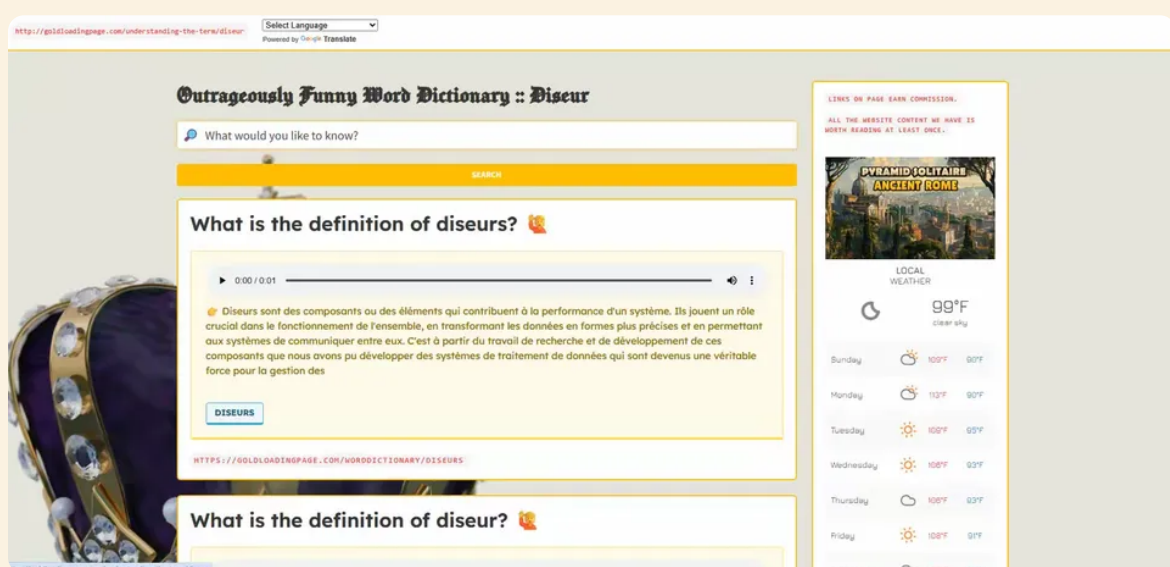 http://goldloadingpage.com/understanding-the-term/diseur
Select Language
Powered by Google Translate
Outrageously Funny Word Dictionary :: Diseur
What would you like to know?
SEARCH
What is the definition of diseurs?
0:00 / 0:01
Diseurs sont des composants ou des éléments qui contribuent à la performance d'un système. Ils jouent un rôle
crucial dans le fonctionnement de l'ensemble, en transformant les données en formes plus précises et en permettant
aux systèmes de communiquer entre eux. C'est à partir du travail de recherche et de développement de ces
composants que nous avons pu développer des systèmes de traitement de données qui sont devenus une véritable
force pour la gestion des
DISEURS
HTTPS://GOLDLOADINGPAGE.COM/WORDDICTIONARY/DISEURS
What is the definition of diseur?
LINKS ON PAGE EARN COMMISSION.
ALL THE WEBSITE CONTENT WE HAVE IS
WORTH READING AT LEAST ONCE.
PYRAMID SOLITAIRE
ANCIENT ROME
LOCAL
WEATHER
99°F
clear sky
Sunday 109°F 90°F
Monday 113°F 90°F
Tuesday 109°F 95°F
Wednesday 106°F 93°F
Thursday 106°F 93°F
Friday 108°F 91°F